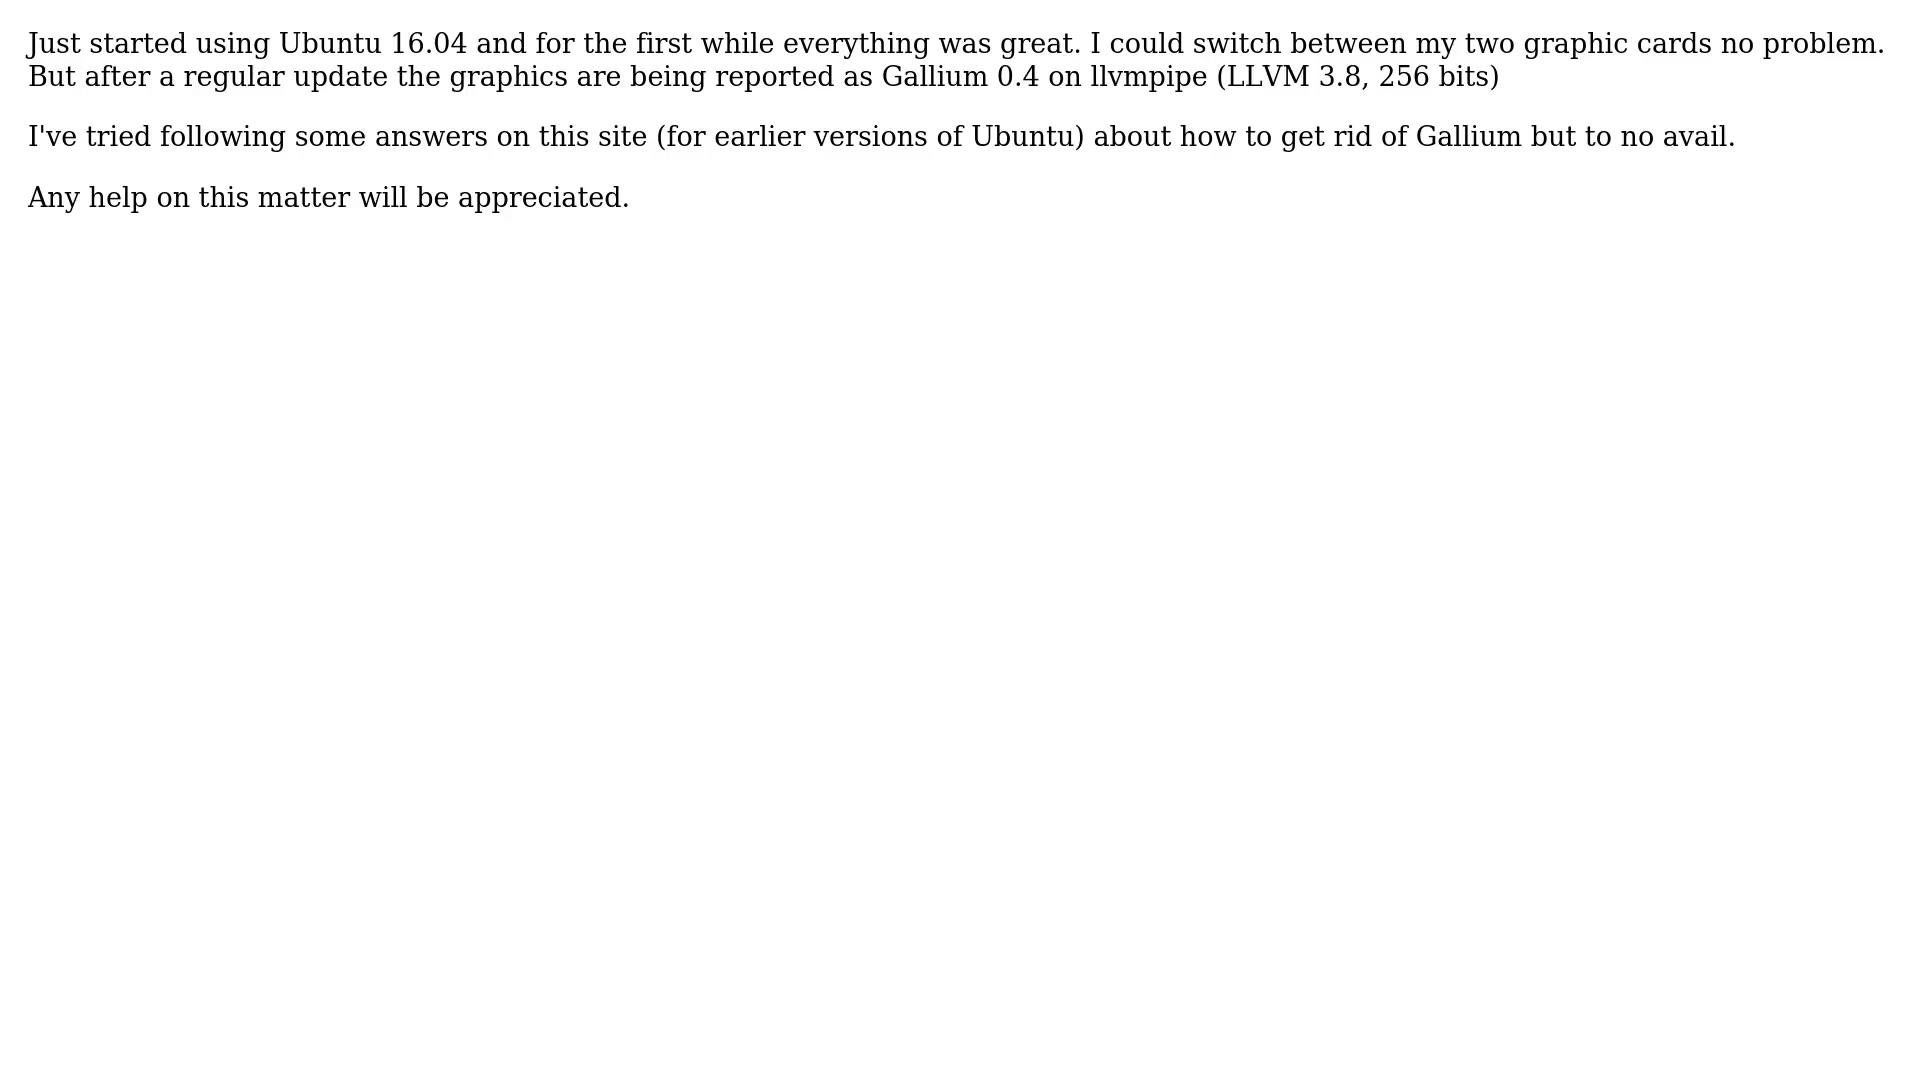 Just started using Ubuntu 16.04 and for the first while everything was great. I could switch between my two graphic cards no problem.
But after a regular update the graphics are being reported as Gallium 0.4 on llvmpipe (LLVM 3.8, 256 bits)
I've tried following some answers on this site (for earlier versions of Ubuntu) about how to get rid of Gallium but to no avail.
Any help on this matter will be appreciated.